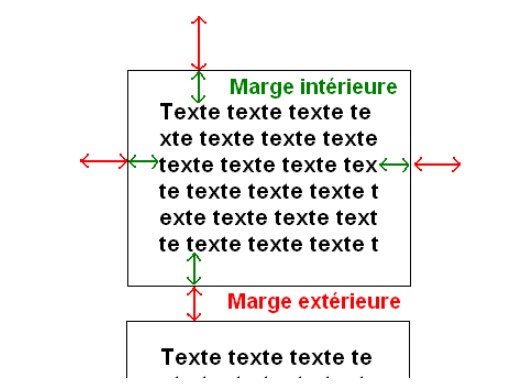 Marge intérieure
Texte texte texte te
xte texte texte texte
texte texte texte tex
te texte texte texte t
exte texte texte text
te texte texte texte t
Marge extérieure
Texte texte texte te